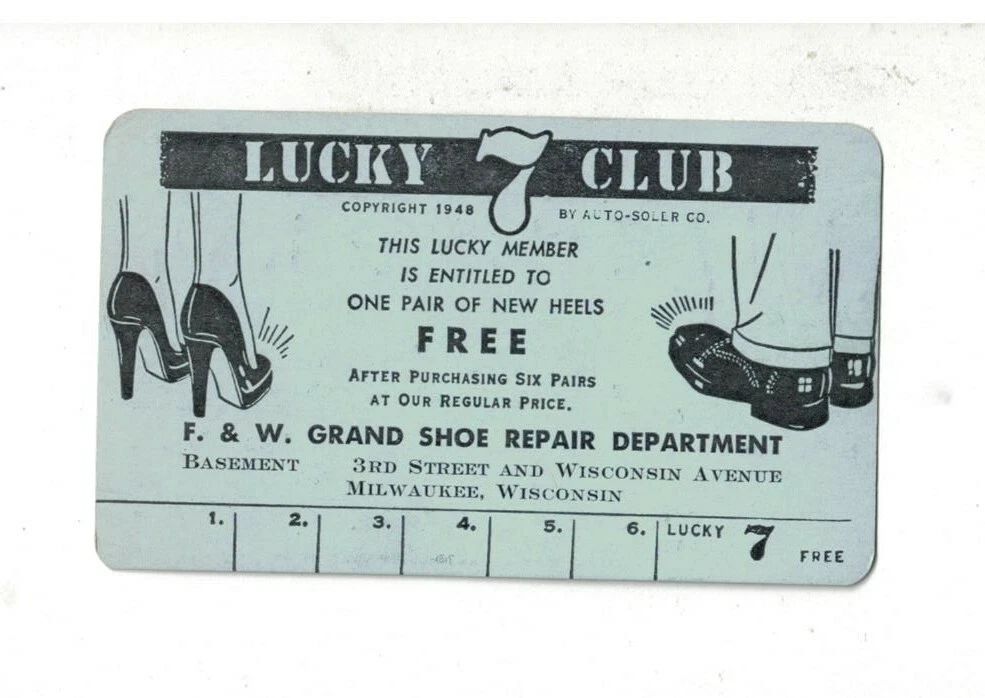 LUCKY 7 CLUB
COPYRIGHT 1948 BY AUTO-SOLER CO.
THIS LUCKY MEMBER
IS ENTITLED TO
ONE PAIR OF NEW HEELS
FREE
AFTER PURCHASING SIX PAIRS
AT OUR REGULAR PRICE.
F. & W. GRAND SHOE REPAIR DEPARTMENT
BASEMENT 3RD STREET AND WISCONSIN AVENUE
MILWAUKEE, WISCONSIN
1. 2. 3. 4. 5. 6. LUCKY 7 FREE